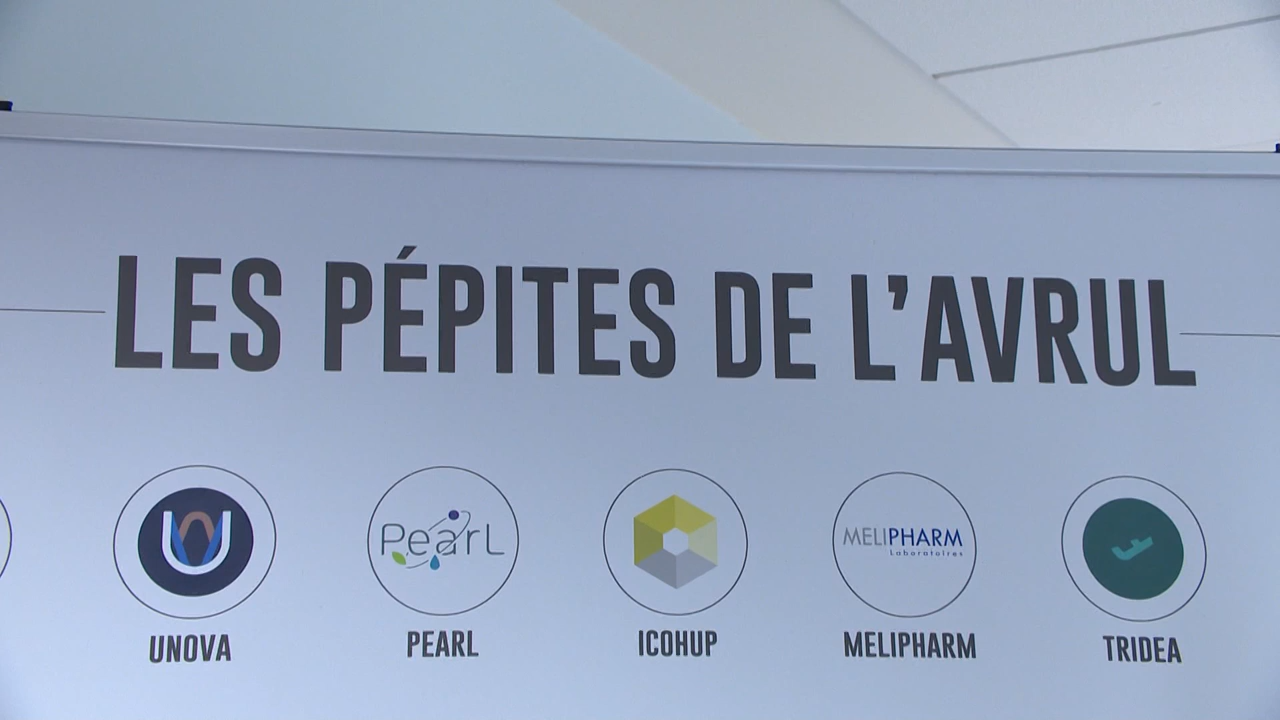 LES PÉPITES DE L'AVRUL
PearL
MELIPHARM
Laboratoires
UNOVA
PEARL
ICOHUP
MELIPHARM
TRIDEA